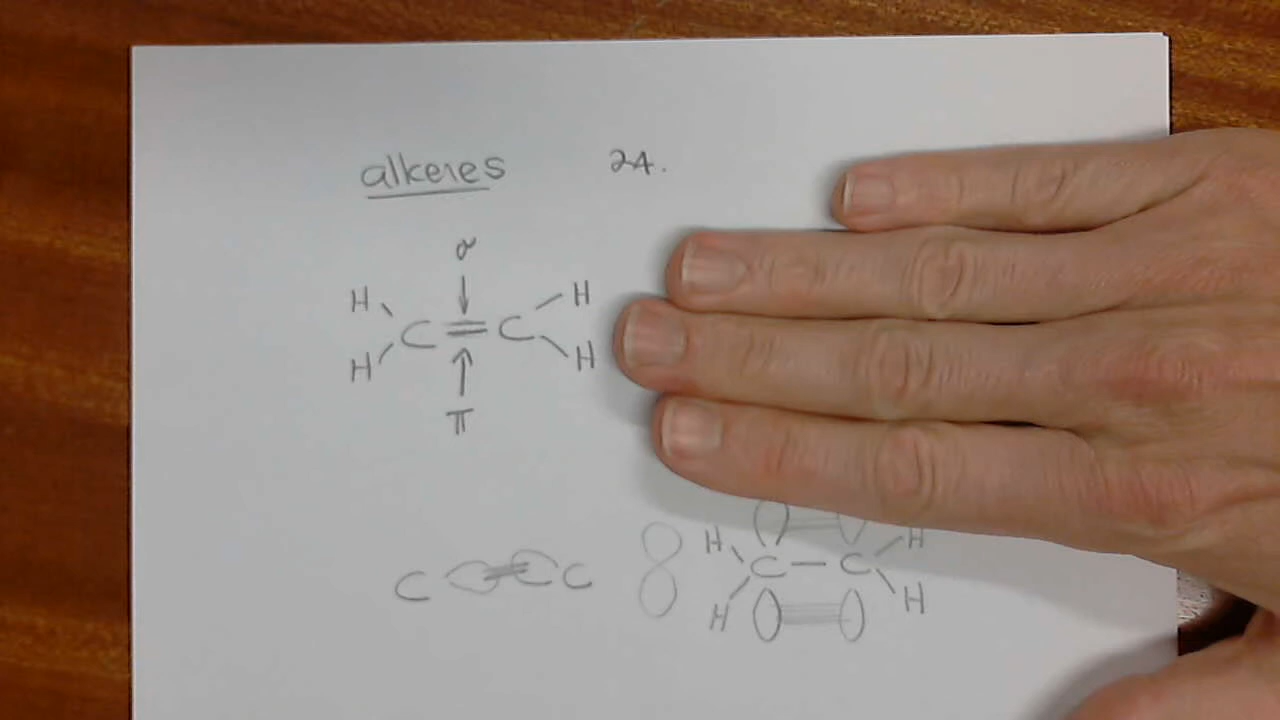 alkenes 24.
σ
H H
C = C
H H
π
C C H C - C H
H H